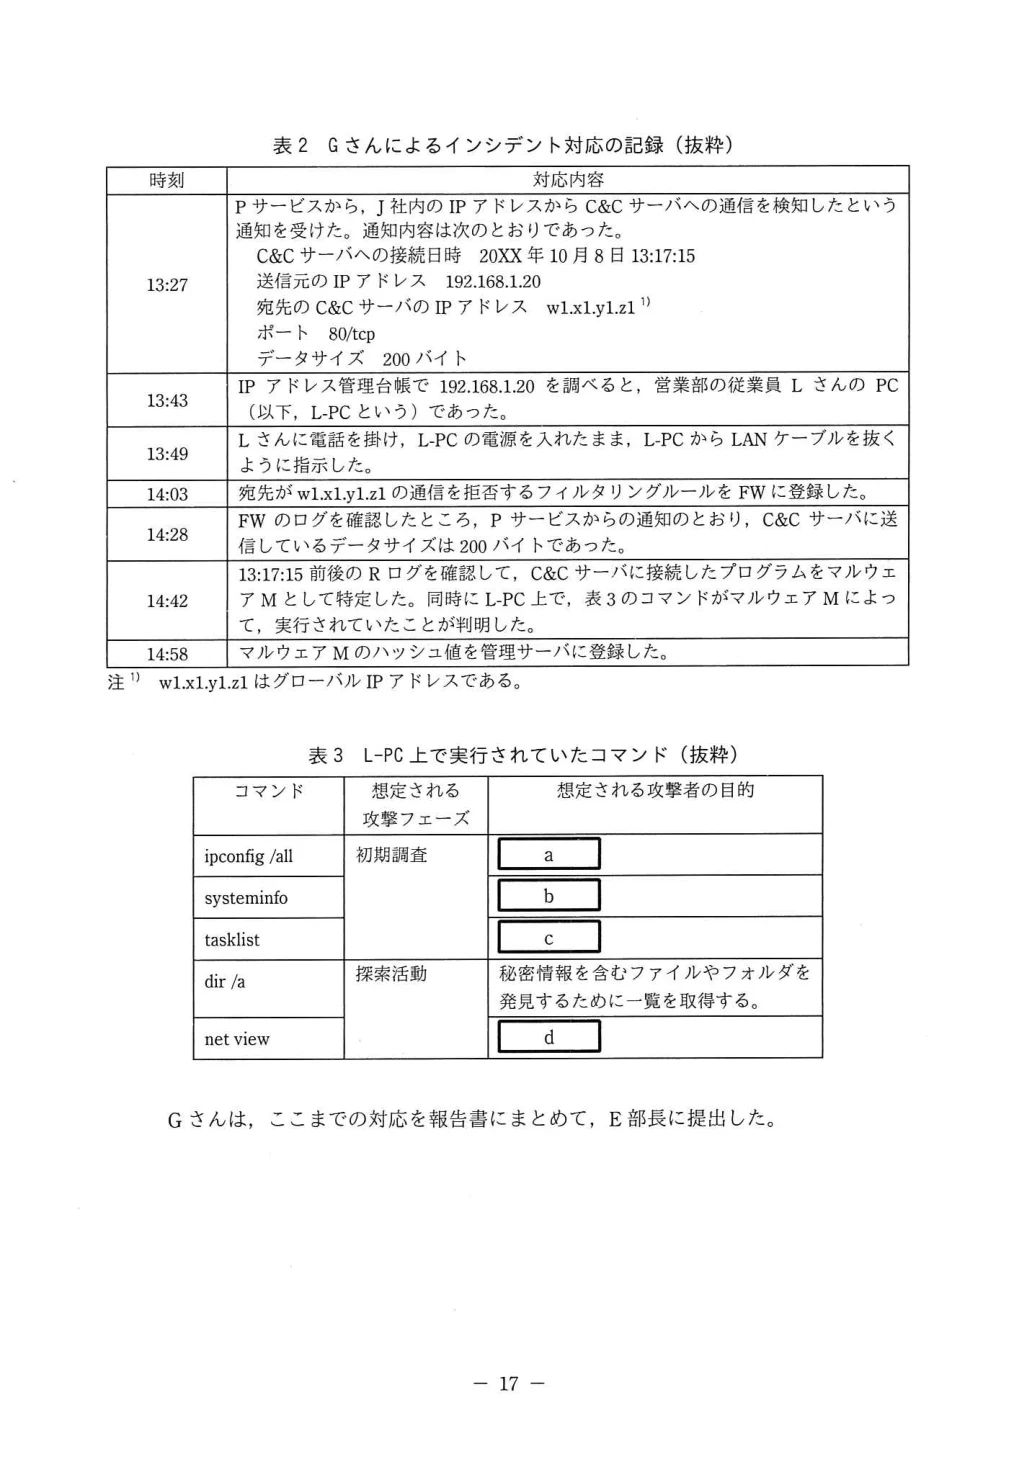 表2 Gさんによるインシデント対応の記録（抜粋）
時刻 対応内容
13:27
Pサービスから，J社内のIPアドレスからC&Cサーバへの通信を検知したという
通知を受けた。通知内容は次のとおりであった。
C&Cサーバへの接続日時 20XX年10月8日13:17:15
送信元のIPアドレス 192.168.1.20
宛先のC&CサーバのIPアドレス w1.x1.y1.z1 1)
ポート 80/tcp
データサイズ 200バイト
13:43
IPアドレス管理台帳で192.168.1.20を調べると，営業部の従業員LさんのPC
（以下，L-PCという）であった。
13:49
Lさんに電話を掛け，L-PCの電源を入れたまま，L-PCからLANケーブルを抜く
ように指示した。
14:03 宛先がw1.x1.y1.z1の通信を拒否するフィルタリングルールをFWに登録した。
14:28
FWのログを確認したところ，Pサービスからの通知のとおり，C&Cサーバに送
信しているデータサイズは200バイトであった。
14:42
13:17:15前後のRログを確認して，C&Cサーバに接続したプログラムをマルウェ
アMとして特定した。同時にL-PC上で，表3のコマンドがマルウェアMによっ
て，実行されていたことが判明した。
14:58 マルウェアMのハッシュ値を管理サーバに登録した。
注1) w1.x1.y1.z1はグローバルIPアドレスである。
表3 L-PC上で実行されていたコマンド（抜粋）
コマンド 想定される 想定される攻撃者の目的
攻撃フェーズ
ipconfig /all 初期調査 a
systeminfo b
tasklist c
dir /a 探索活動 秘密情報を含むファイルやフォルダを
発見するために一覧を取得する。
net view d
Gさんは，ここまでの対応を報告書にまとめて，E部長に提出した。
－ 17 －